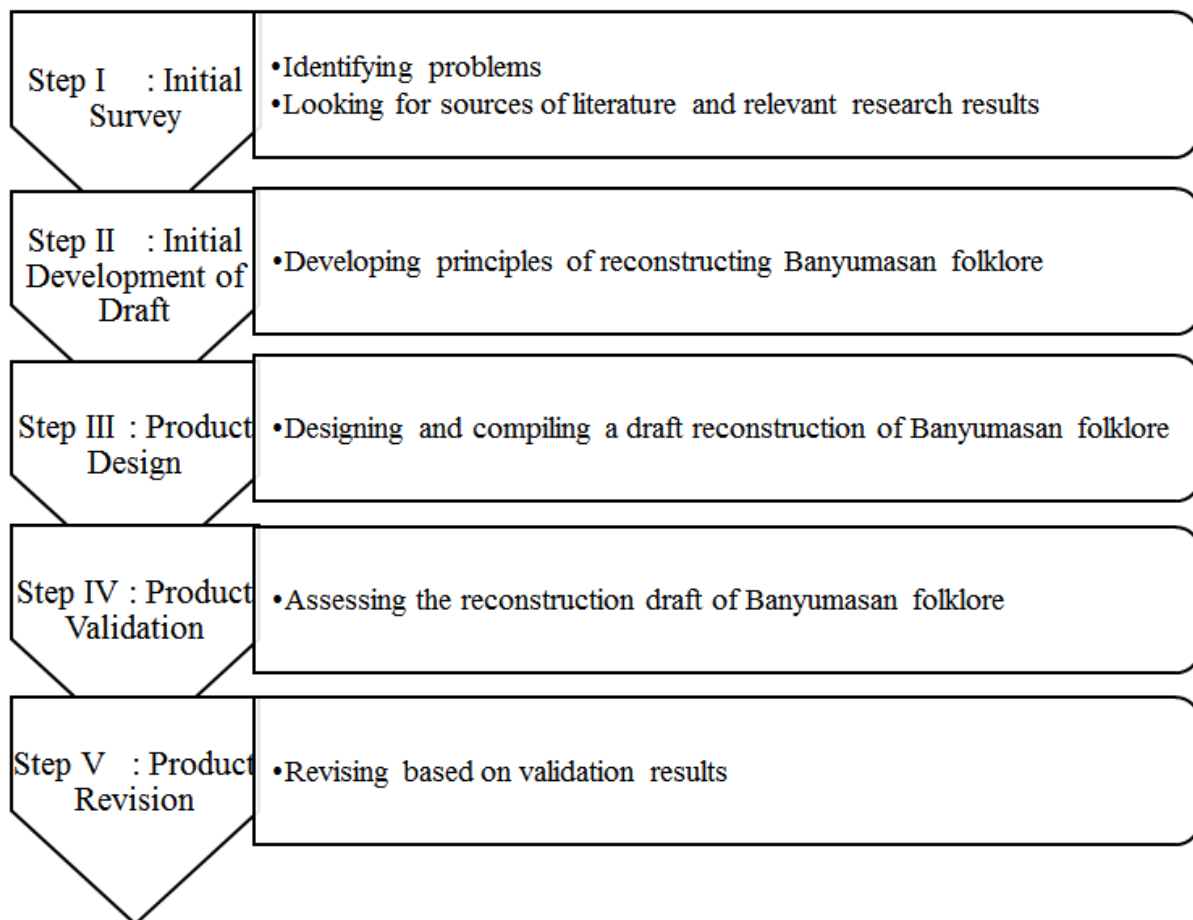 Step I : Initial
Survey
•Identifying problems
•Looking for sources of literature and relevant research results
Step II : Initial
Development of
Draft
•Developing principles of reconstructing Banyumasan folklore
Step III : Product
Design
•Designing and compiling a draft reconstruction of Banyumasan folklore
Step IV : Product
Validation
•Assessing the reconstruction draft of Banyumasan folklore
Step V : Product
Revision
•Revising based on validation results